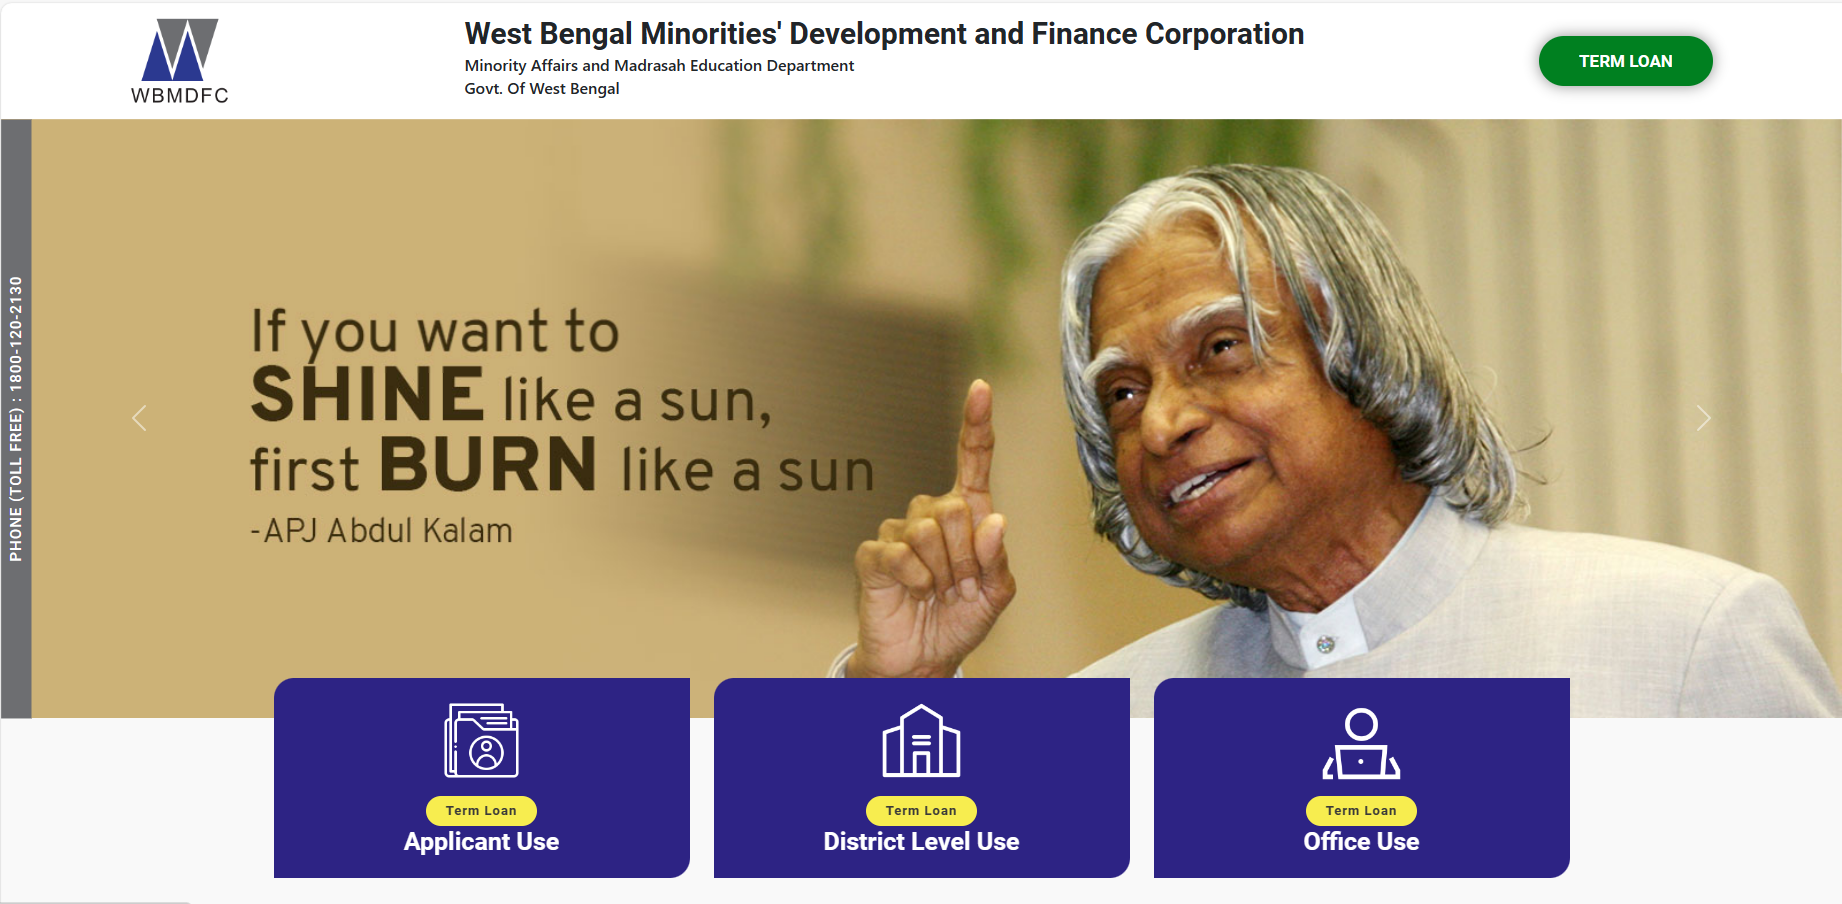 WBMDFC
West Bengal Minorities' Development and Finance Corporation
Minority Affairs and Madrasah Education Department
Govt. Of West Bengal
TERM LOAN
PHONE (TOLL FREE) : 1800-120-2130
If you want to
SHINE like a sun,
first BURN like a sun
-APJ Abdul Kalam
Term Loan
Applicant Use
Term Loan
District Level Use
Term Loan
Office Use